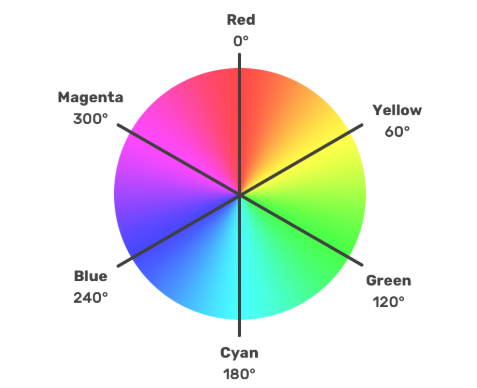 Red
0°
Yellow
60°
Green
120°
Cyan
180°
Blue
240°
Magenta
300°